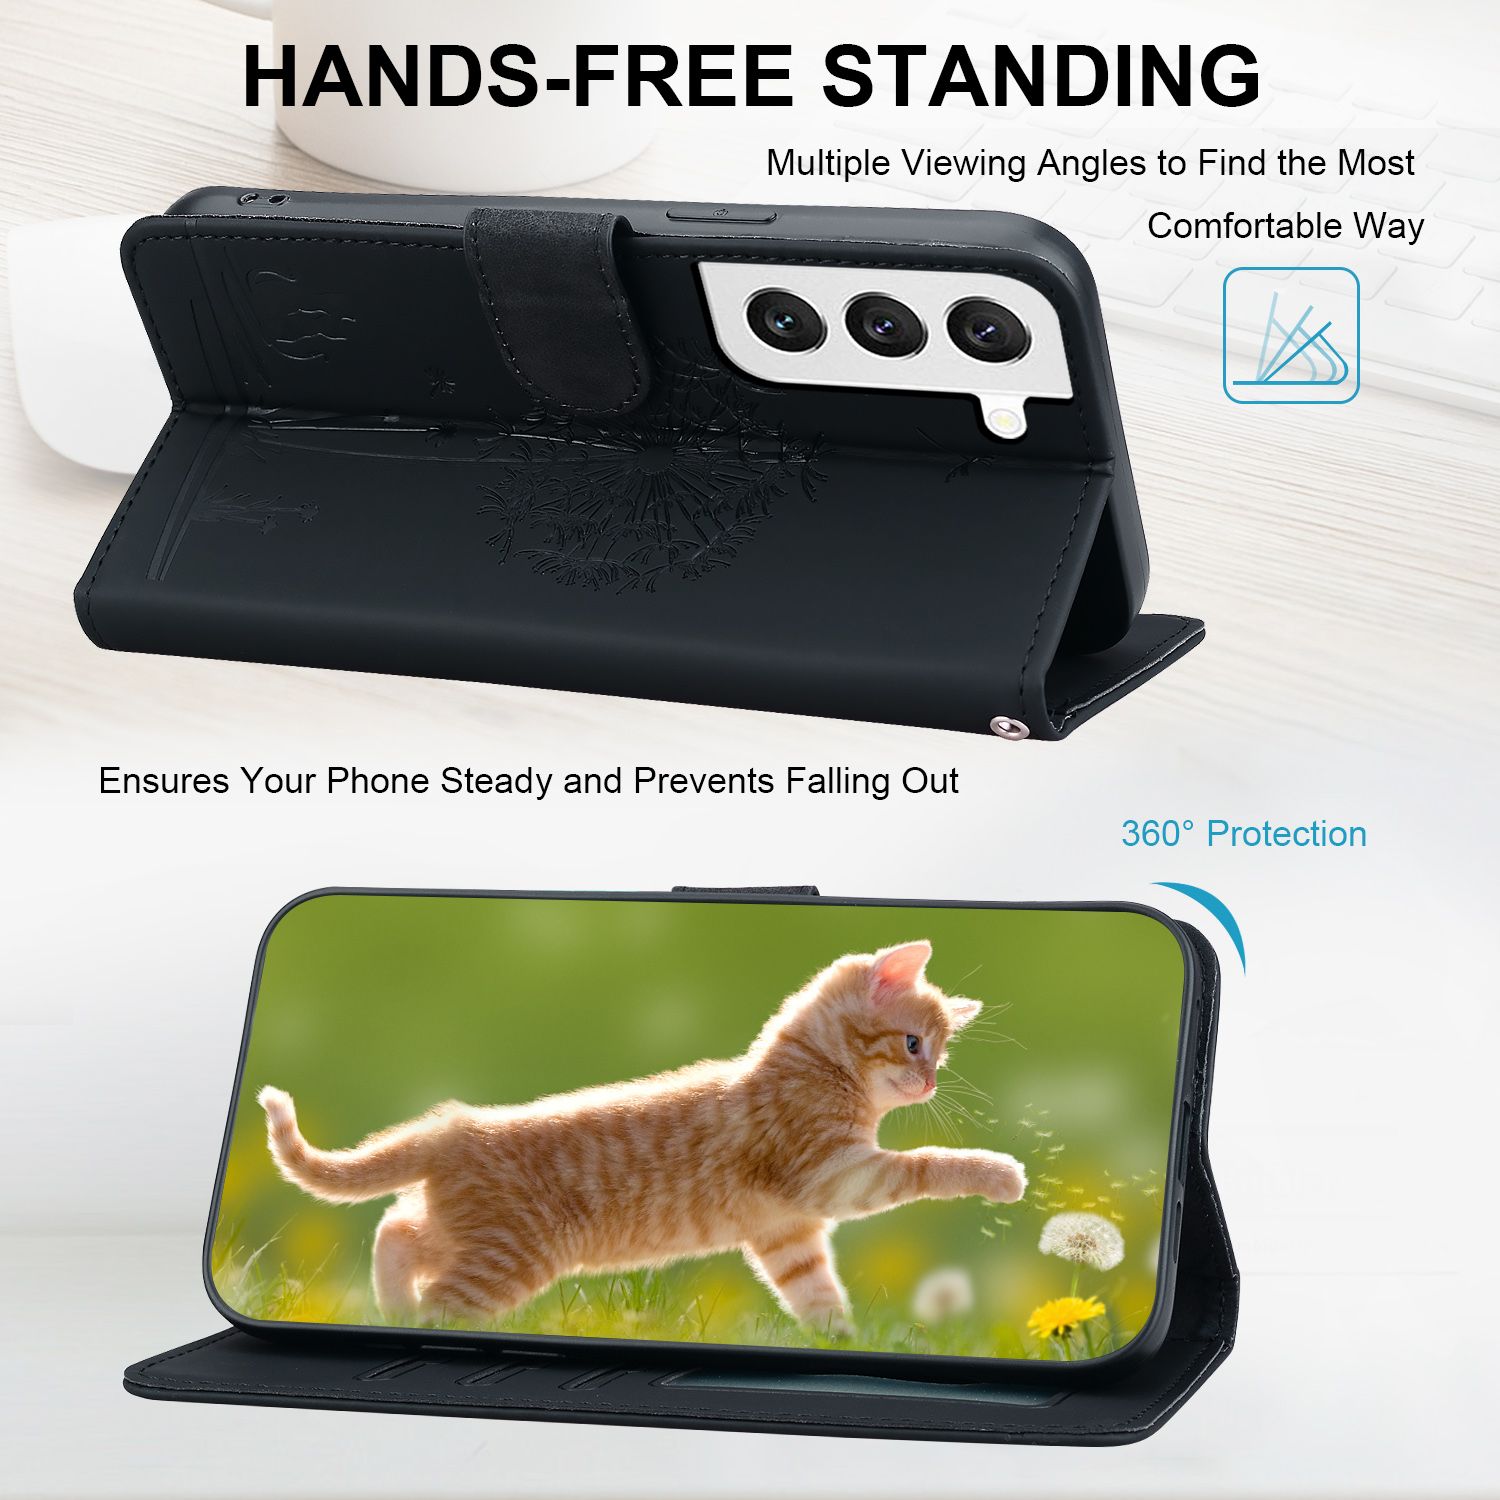 HANDS-FREE STANDING
Multiple Viewing Angles to Find the Most
Comfortable Way
Ensures Your Phone Steady and Prevents Falling Out
360° Protection